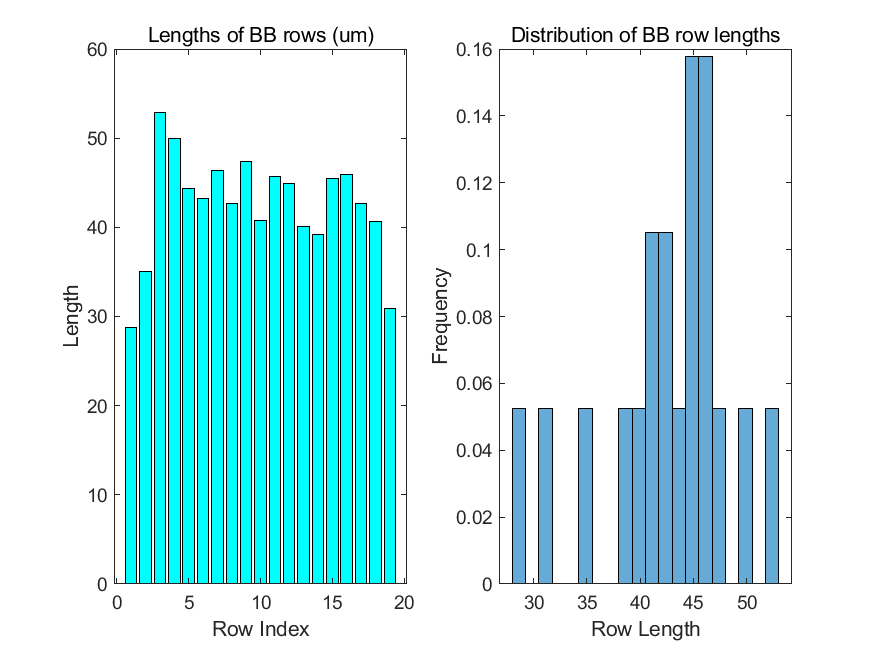 Lengths of BB rows (um)
60
50
40
30
20
10
0
Length
0 5 10 15 20
Row Index
Distribution of BB row lengths
0.16
0.14
0.12
0.1
0.08
0.06
0.04
0.02
0
Frequency
30 35 40 45 50
Row Length